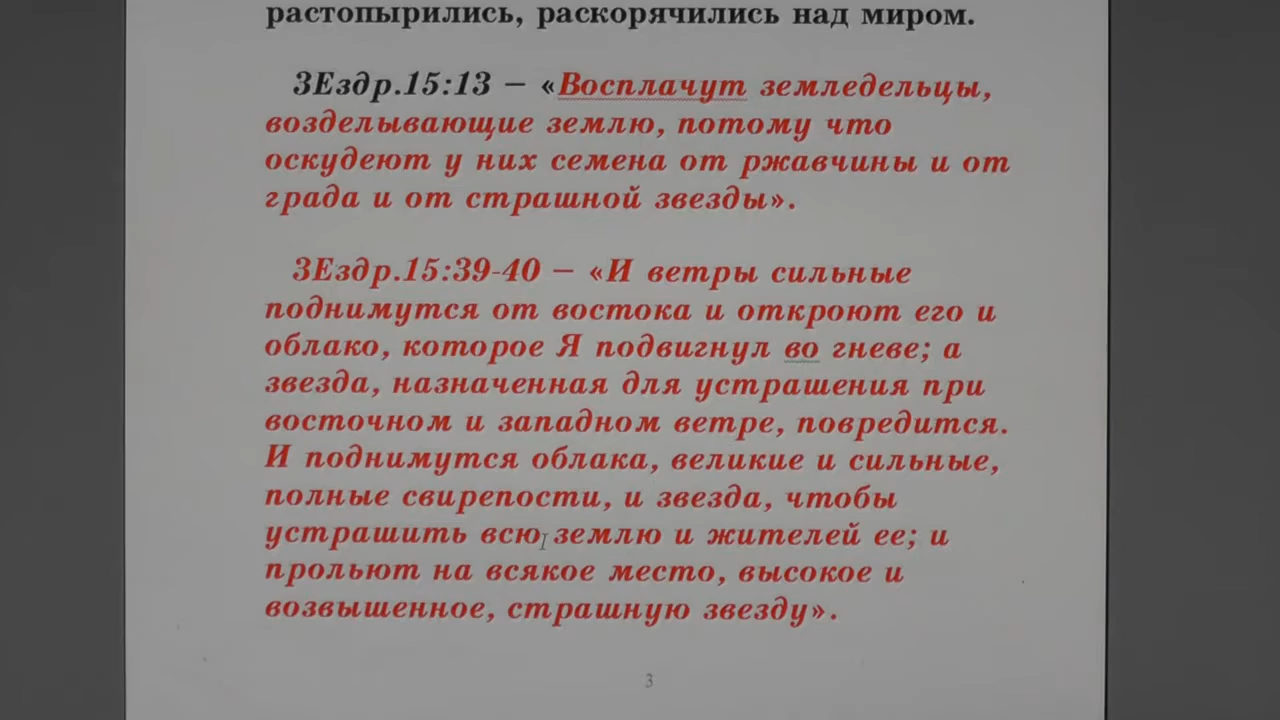 растопырились, раскорячились над миром.
3Ездр.15:13 – «Восплачут земледельцы,
возделывающие землю, потому что
оскудеют у них семена от ржавчины и от
града и от страшной звезды».
3Ездр.15:39-40 – «И ветры сильные
поднимутся от востока и откроют его и
облако, которое Я подвигнул во гневе; а
звезда, назначенная для устрашения при
восточном и западном ветре, повредится.
И поднимутся облака, великие и сильные,
полные свирепости, и звезда, чтобы
устрашить всю землю и жителей ее; и
прольют на всякое место, высокое и
возвышенное, страшную звезду».
3